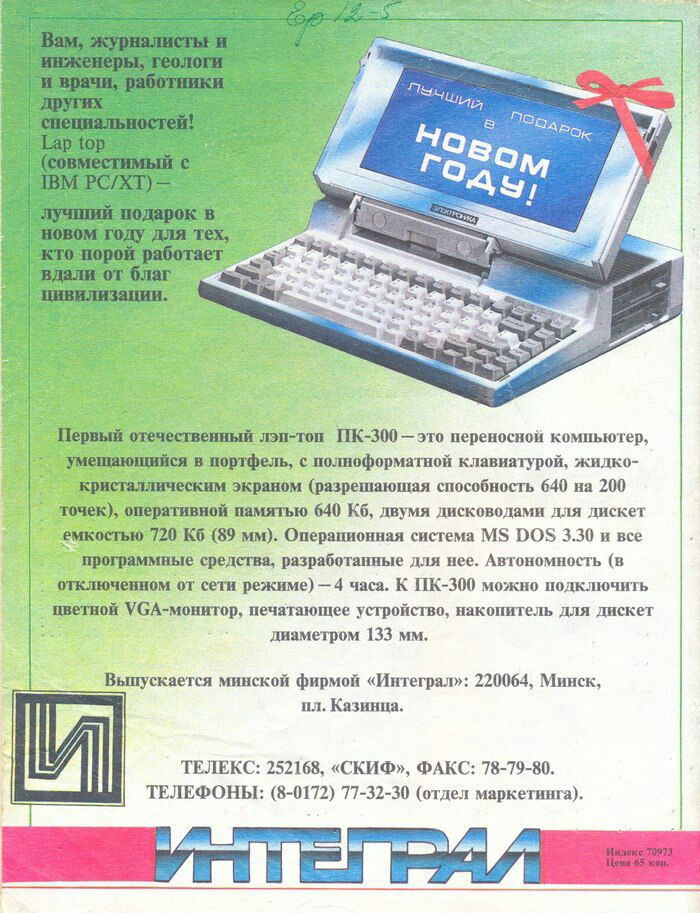 Ер 12-5
Вам, журналисты и
инженеры, геологи
и врачи, работники
других
специальностей!
Lap top
(совместимый с
IBM PC/XT) —
лучший подарок в
новом году для тех,
кто порой работает
вдали от благ
цивилизации.
ЛУЧШИЙ ПОДАРОК
В
НОВОМ
ГОДУ!
ЭЛЕКТРОНИКА
Первый отечественный лэп-топ ПК-300 — это переносной компьютер,
умещающийся в портфель, с полноформатной клавиатурой, жидко-
кристаллическим экраном (разрешающая способность 640 на 200
точек), оперативной памятью 640 Кб, двумя дисководами для дискет
емкостью 720 Кб (89 мм). Операционная система MS DOS 3.30 и все
программные средства, разработанные для нее. Автономность (в
отключенном от сети режиме) — 4 часа. К ПК-300 можно подключить
цветной VGA-монитор, печатающее устройство, накопитель для дискет
диаметром 133 мм.
Выпускается минской фирмой «Интеграл»: 220064, Минск,
пл. Казинца.
ТЕЛЕКС: 252168, «СКИФ», ФАКС: 78-79-80.
ТЕЛЕФОНЫ: (8-0172) 77-32-30 (отдел маркетинга).
ИНТЕГРАЛ
Индекс 70973
Цена 65 коп.